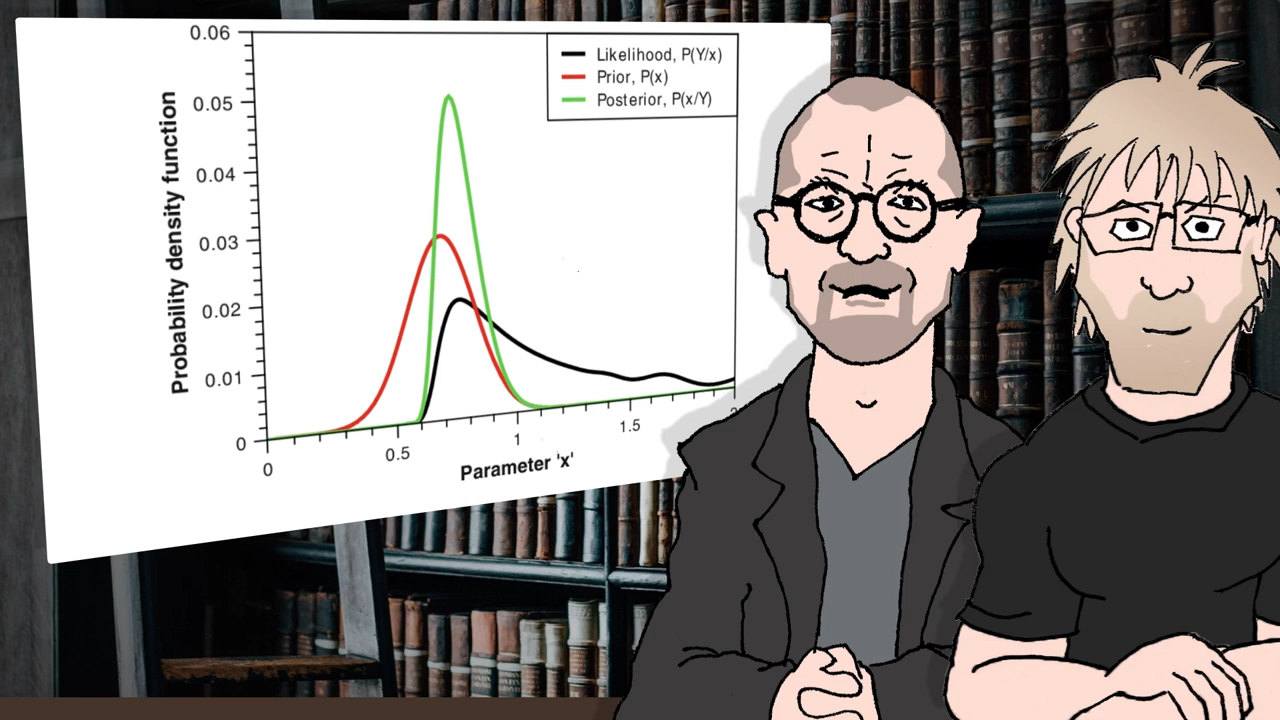 0.06
0.05
0.04
0.03
0.02
0.01
0
Probability density function
Likelihood, P(Y/x)
Prior, P(x)
Posterior, P(x/Y)
0
0.5
1
1.5
Parameter 'x'